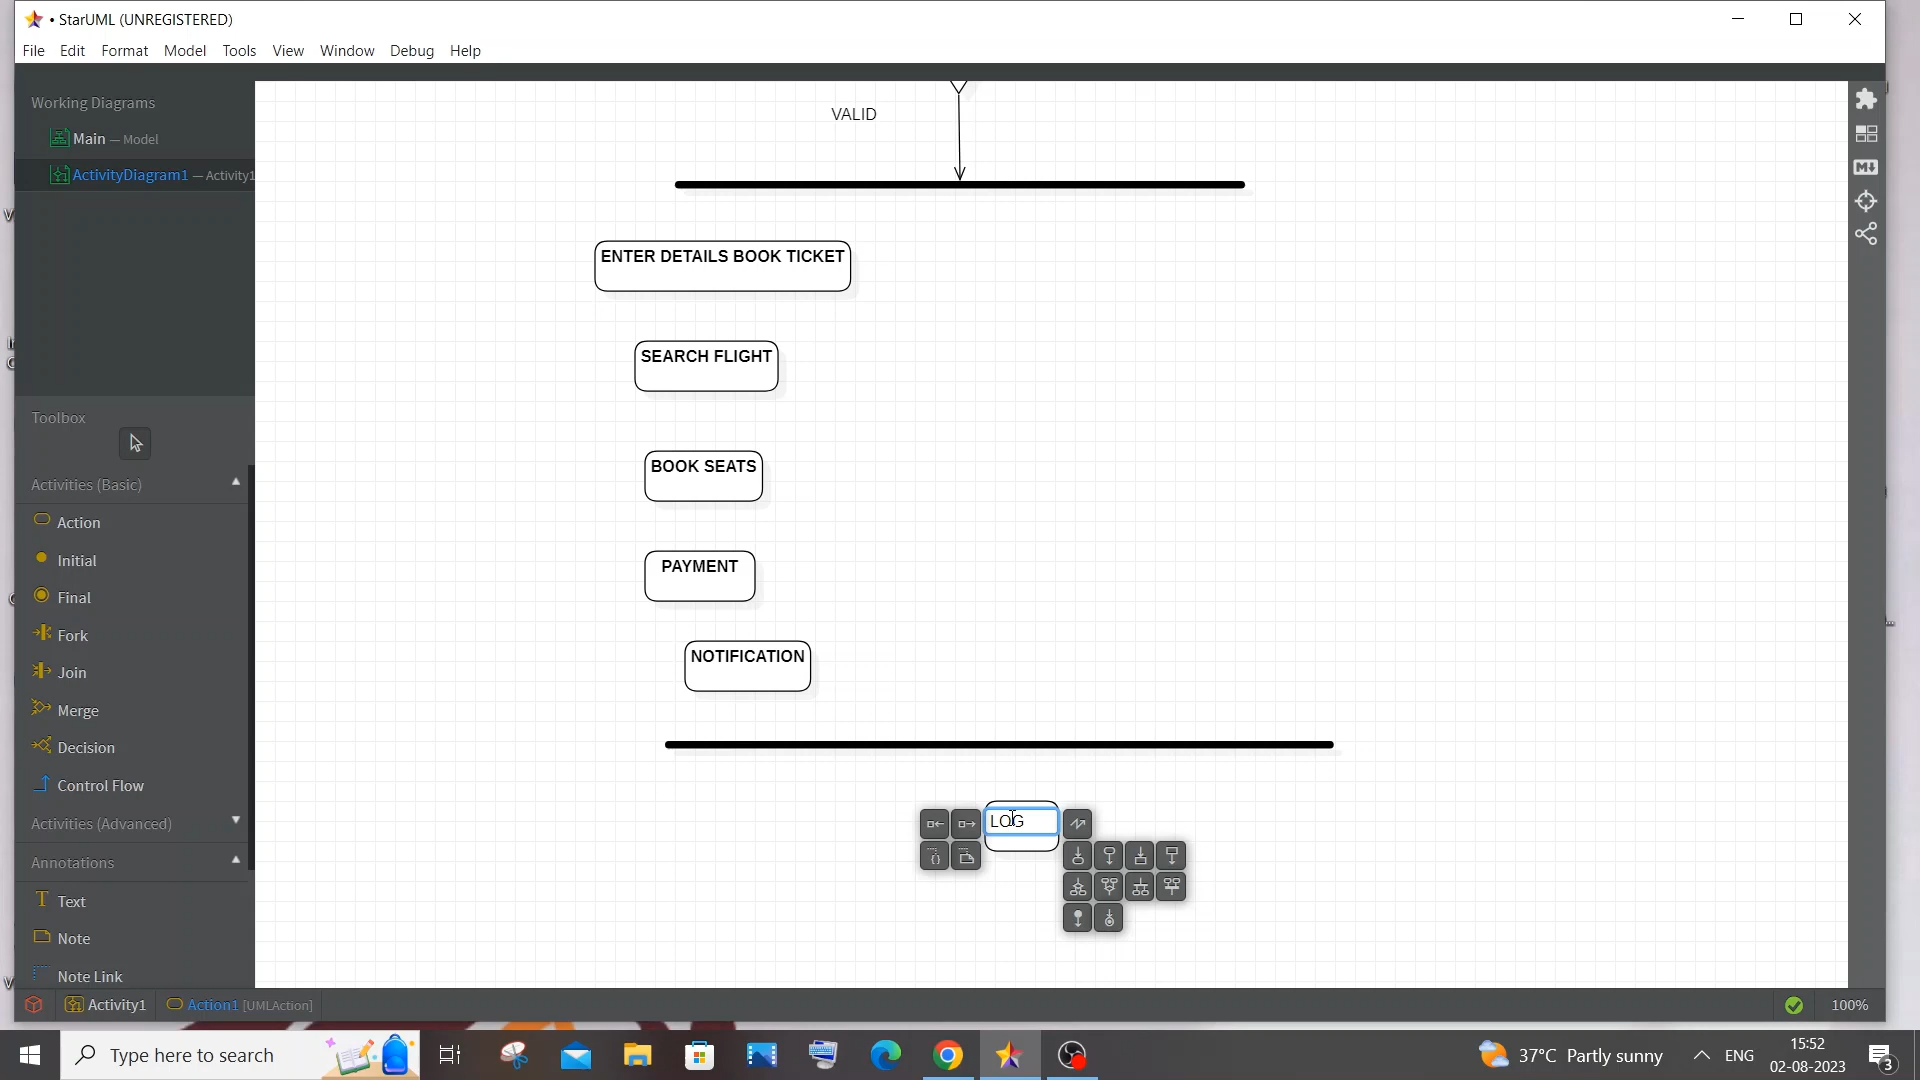 • StarUML (UNREGISTERED)
File Edit Format Model Tools View Window Debug Help
Working Diagrams
Main — Model
ActivityDiagram1 — Activity1
Toolbox
Activities (Basic)
Action
Initial
Final
Fork
Join
Merge
Decision
Control Flow
Activities (Advanced)
Annotations
Text
Note
Note Link
VALID
ENTER DETAILS BOOK TICKET
SEARCH FLIGHT
BOOK SEATS
PAYMENT
NOTIFICATION
LOG
Activity1 Action1 [UMLAction]
100%
Type here to search
37°C Partly sunny
ENG
15:52
02-08-2023
3